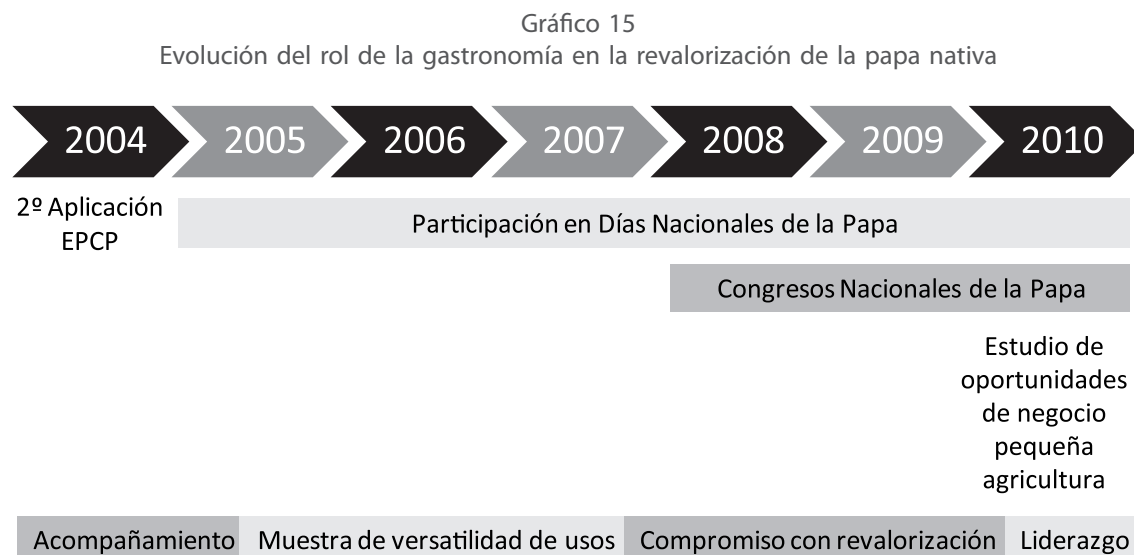 Gráfico 15
Evolución del rol de la gastronomía en la revalorización de la papa nativa
2004 2005 2006 2007 2008 2009 2010
2º Aplicación
EPCP
Participación en Días Nacionales de la Papa
Congresos Nacionales de la Papa
Estudio de
oportunidades
de negocio
pequeña
agricultura
Acompañamiento Muestra de versatilidad de usos Compromiso con revalorización Liderazgo